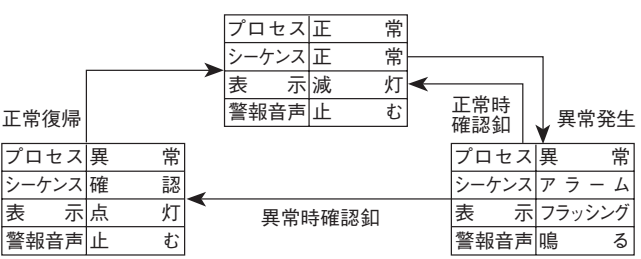 プロセス 正常
シーケンス 正常
表示 減灯
警報音声 止む
正常復帰
正常時
確認釦
異常発生
プロセス 異常
シーケンス 確認
表示 点灯
警報音声 止む
異常時確認釦
プロセス 異常
シーケンス アラーム
表示 フラッシング
警報音声 鳴る